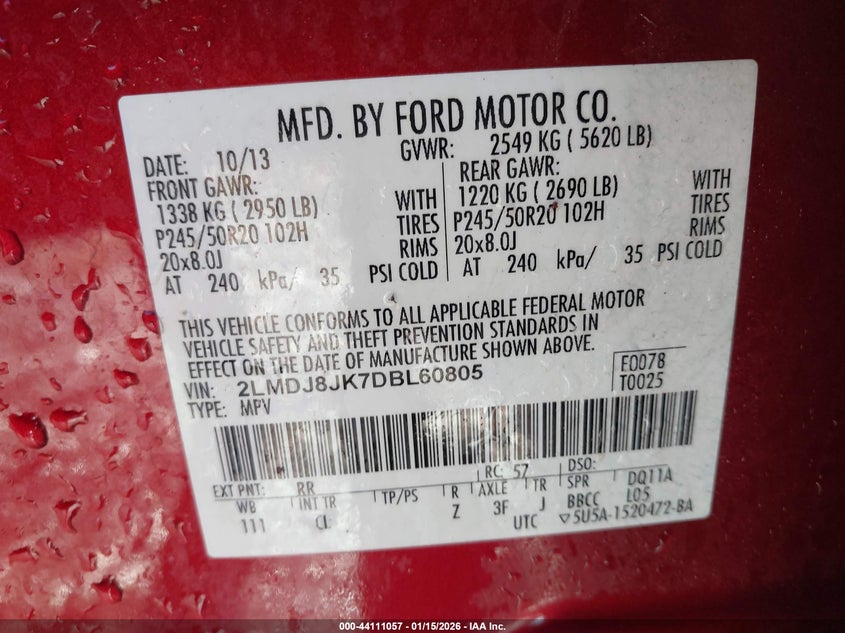 MFD. BY FORD MOTOR CO.
DATE: 10/13 GVWR: 2549 KG ( 5620 LB)
FRONT GAWR: REAR GAWR:
1338 KG ( 2950 LB) WITH 1220 KG ( 2690 LB) WITH
P245/50R20 102H TIRES P245/50R20 102H TIRES
20x8.0J RIMS 20x8.0J RIMS
AT 240 kPa/ 35 PSI COLD AT 240 kPa/ 35 PSI COLD
THIS VEHICLE CONFORMS TO ALL APPLICABLE FEDERAL MOTOR
VEHICLE SAFETY AND THEFT PREVENTION STANDARDS IN
EFFECT ON THE DATE OF MANUFACTURE SHOWN ABOVE.
VIN: 2LMDJ8JK7DBL60805 F0078
TYPE: MPV T0025
EXT PNT: RR RC: 57 DSO:
WB INT TR TP/PS R AXLE TR SPR DQ11A
111 CL Z 3F J BBCC L05
UTC ▽5U5A-1520472-BA
000-44111057 - 01/15/2026 - IAA Inc.